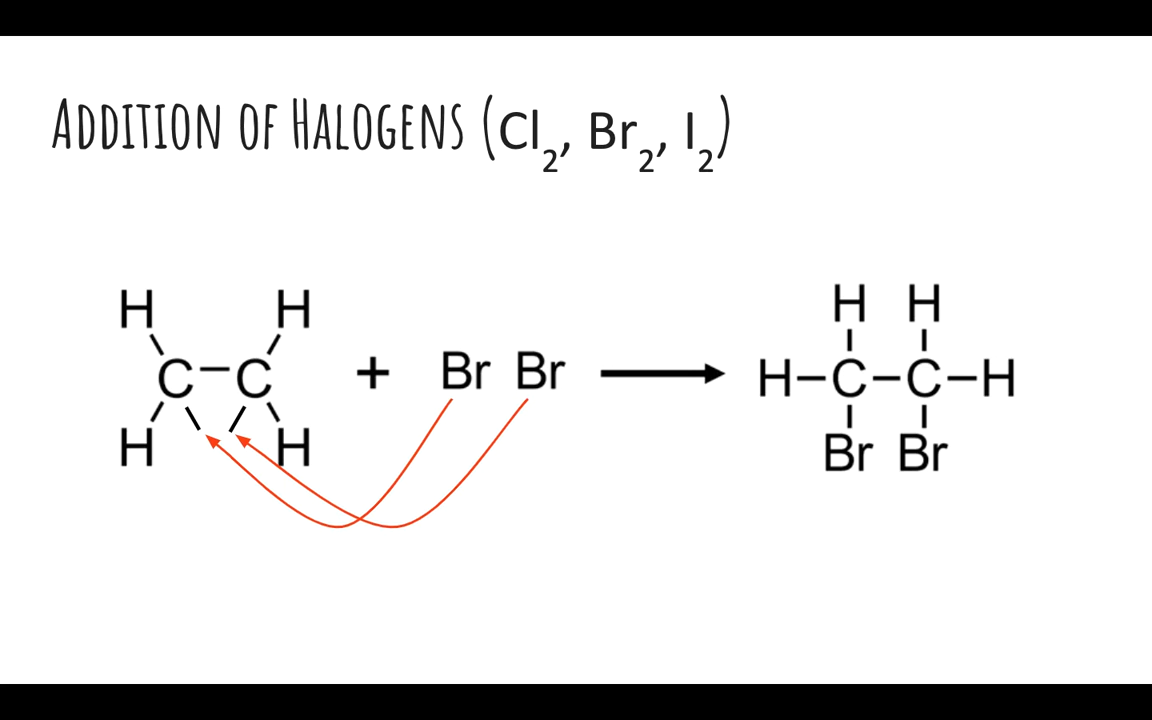 Addition of Halogens (Cl₂, Br₂, I₂)
H H H H
C–C + Br Br → H–C–C–H
H H Br Br